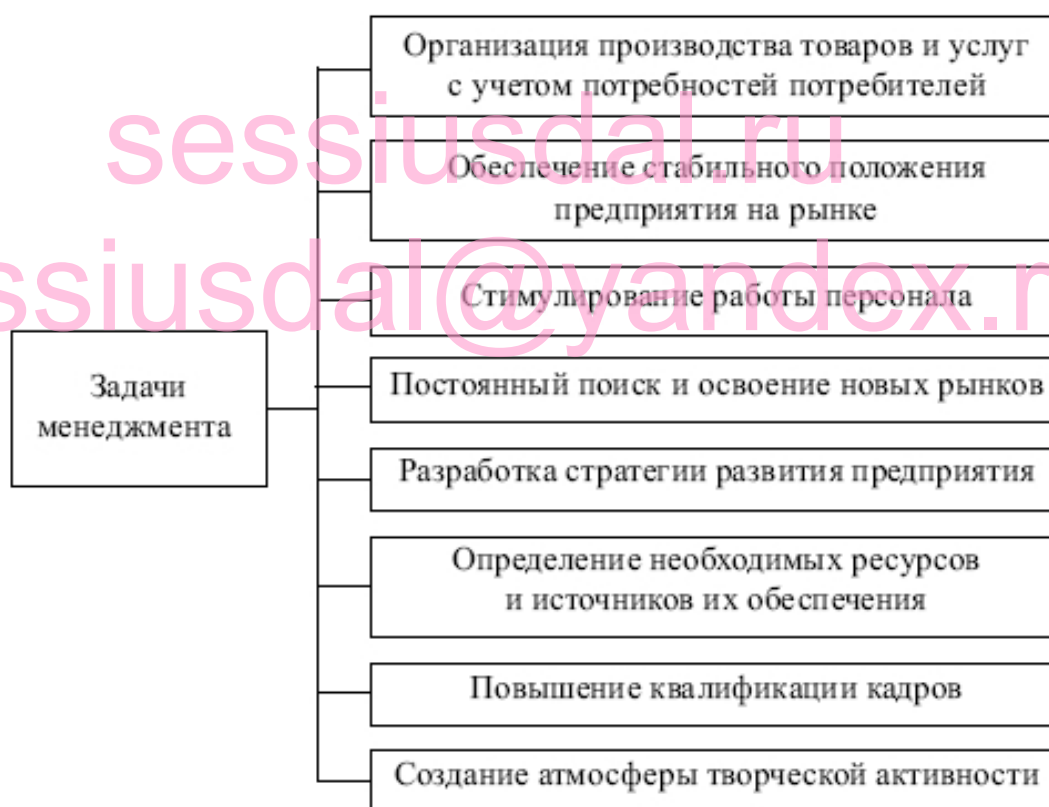 Организация производства товаров и услуг
с учетом потребностей потребителей
sessiusdal.ru
Обеспечение стабильного положения
предприятия на рынке
ssiusdal@yandex.r
Стимулирование работы персонала
Задачи
менеджмента
Постоянный поиск и освоение новых рынков
Разработка стратегии развития предприятия
Определение необходимых ресурсов
и источников их обеспечения
Повышение квалификации кадров
Создание атмосферы творческой активности